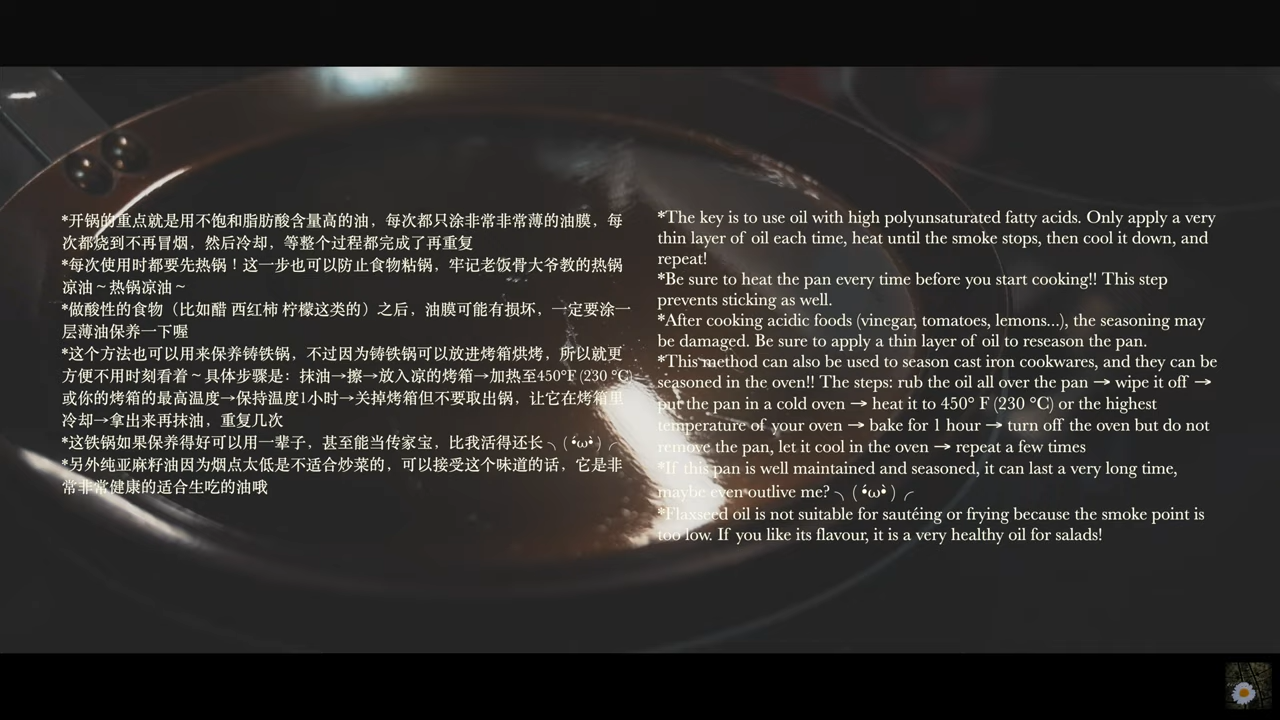 *开锅的重点就是用不饱和脂肪酸含量高的油，每次都只涂非常非常薄的油膜，每
次都烧到不再冒烟，然后冷却，等整个过程都完成了再重复
*每次使用时都要先热锅！这一步也可以防止食物粘锅，牢记老饭骨大爷教的热锅
凉油～热锅凉油～
*做酸性的食物（比如醋 西红柿 柠檬这类的）之后，油膜可能有损坏，一定要涂一
层薄油保养一下喔
*这个方法也可以用来保养铸铁锅，不过因为铸铁锅可以放进烤箱烘烤，所以就更
方便不用时刻看着～具体步骤是：抹油→擦→放入凉的烤箱→加热至450°F (230 °C)
或你的烤箱的最高温度→保持温度1小时→关掉烤箱但不要取出锅，让它在烤箱里
冷却→拿出来再抹油，重复几次
*这铁锅如果保养得好可以用一辈子，甚至能当传家宝，比我活得还长ヽ(•̀ω•́)╭
*另外纯亚麻籽油因为烟点太低是不适合炒菜的，可以接受这个味道的话，它是非
常非常健康的适合生吃的油哦
*The key is to use oil with high polyunsaturated fatty acids. Only apply a very
thin layer of oil each time, heat until the smoke stops, then cool it down, and
repeat!
*Be sure to heat the pan every time before you start cooking!! This step
prevents sticking as well.
*After cooking acidic foods (vinegar, tomatoes, lemons...), the seasoning may
be damaged. Be sure to apply a thin layer of oil to reseason the pan.
*This method can also be used to season cast iron cookwares, and they can be
seasoned in the oven!! The steps: rub the oil all over the pan → wipe it off →
put the pan in a cold oven → heat it to 450° F (230 °C) or the highest
temperature of your oven → bake for 1 hour → turn off the oven but do not
remove the pan, let it cool in the oven → repeat a few times
*If this pan is well maintained and seasoned, it can last a very long time,
maybe even outlive me? ヽ(•̀ω•́)╭
*Flaxseed oil is not suitable for sautéing or frying because the smoke point is
too low. If you like its flavour, it is a very healthy oil for salads!